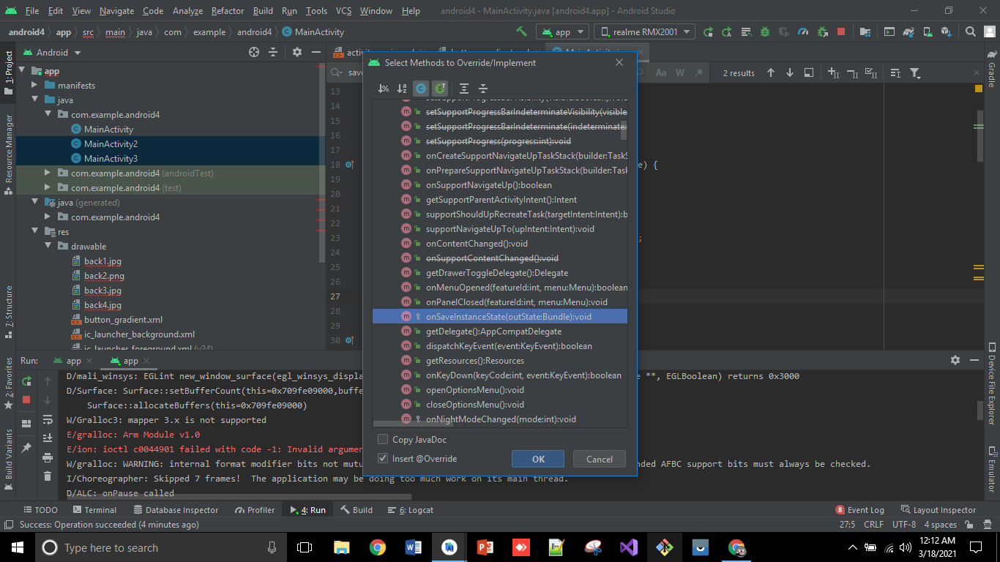 File Edit View Navigate Code Analyze Refactor Build Run Tools VCS Window Help android4 - MainActivity.java [android4.app] - Android Studio
android4 app src main java com example android4 MainActivity app realme RMX2001
Android
1: Project
Resource Manager
7: Structure
2: Favorites
Build Variants
app
manifests
java
com.example.android4
MainActivity
MainActivity2
MainActivity3
com.example.android4 (androidTest)
com.example.android4 (test)
java (generated)
com.example.android4
res
drawable
back1.jpg
back2.png
back3.jpg
back4.jpg
button_gradient.xml
ic_launcher_background.xml
ic_launcher_foreground.xml (v24)
sav
Aa W .* 2 results
13
14
15
16
17
18
e) {
19
20
21
22
23
;
24
25
26
27
28
29
30
Select Methods to Override/Implement
setSupportProgressBarIndeterminateVisibility(visible
setSupportProgressBarIndeterminate(indeterminate:
setSupportProgress(progress:int):void
onCreateSupportNavigateUpTaskStack(builder:TaskS
onPrepareSupportNavigateUpTaskStack(builder:Task
onSupportNavigateUp():boolean
getSupportParentActivityIntent():Intent
supportShouldUpRecreateTask(targetIntent:Intent):b
supportNavigateUpTo(upIntent:Intent):void
onContentChanged():void
onSupportContentChanged():void
getDrawerToggleDelegate():Delegate
onMenuOpened(featureId:int, menu:Menu):boolean
onPanelClosed(featureId:int, menu:Menu):void
onSaveInstanceState(outState:Bundle):void
getDelegate():AppCompatDelegate
dispatchKeyEvent(event:KeyEvent):boolean
getResources():Resources
onKeyDown(keyCode:int, event:KeyEvent):boolean
openOptionsMenu():void
closeOptionsMenu():void
onNightModeChanged(mode:int):void
Copy JavaDoc
Insert @Override
OK
Cancel
Gradle
Device File Explorer
Emulator
Run: app app
D/mali_winsys: EGLint new_window_surface(egl_winsys_displa e **, EGLBoolean) returns 0x3000
D/Surface: Surface::setBufferCount(this=0x709fe09000,buffe
Surface::allocateBuffers(this=0x709fe09000)
W/Gralloc3: mapper 3.x is not supported
E/gralloc: Arm Module v1.0
E/ion: ioctl c0044901 failed with code -1: Invalid argumen
W/gralloc: WARNING: internal format modifier bits not mutu nded AFBC support bits must always be checked.
I/Choreographer: Skipped 7 frames! The application may be doing too much work on its main thread.
D/ALC: onPause called
TODO Terminal Database Inspector Profiler 4: Run Build 6: Logcat 8 Event Log Layout Inspector
Success: Operation succeeded (4 minutes ago) 27:5 CRLF UTF-8 4 spaces
Type here to search
12:12 AM
3/18/2021